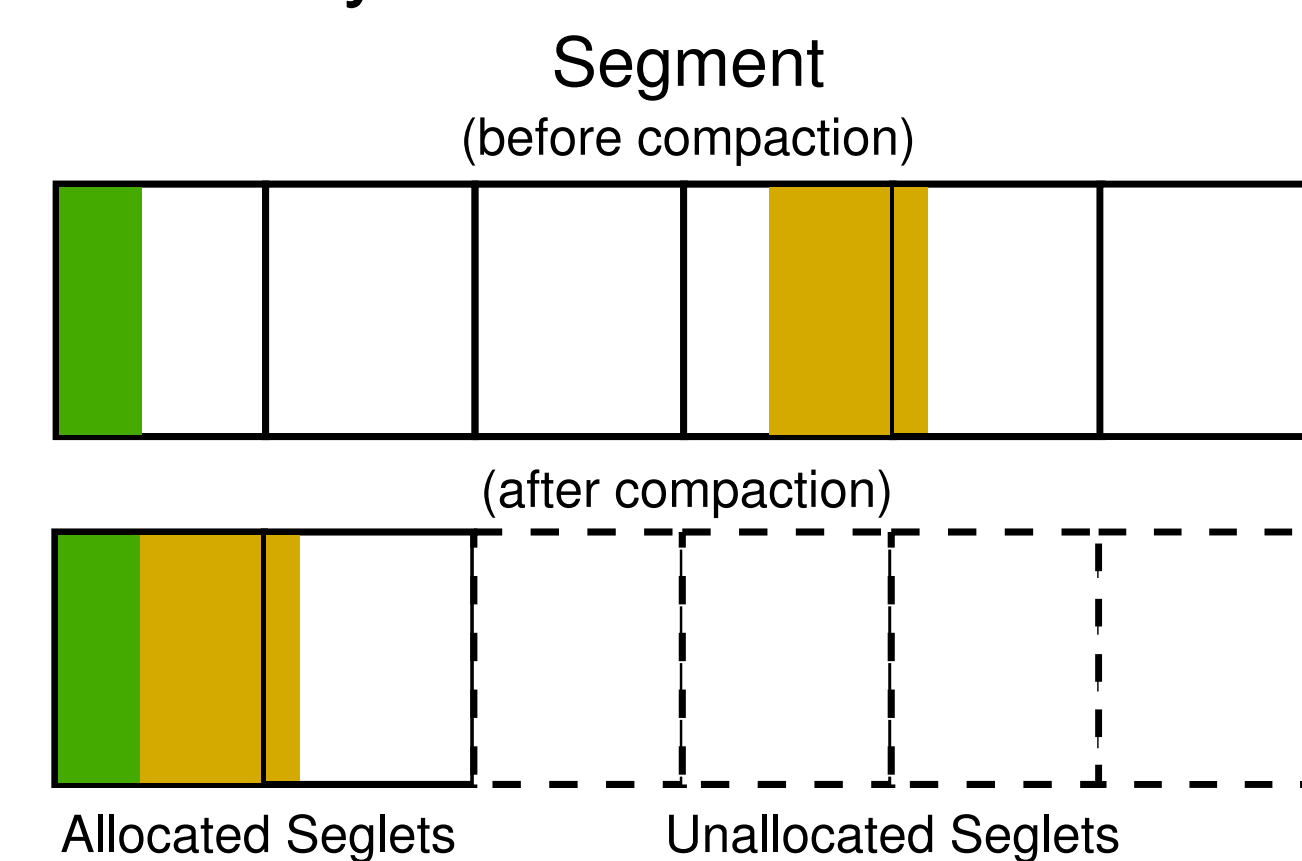 Segment
(before compaction)
(after compaction)
Allocated Seglets
Unallocated Seglets